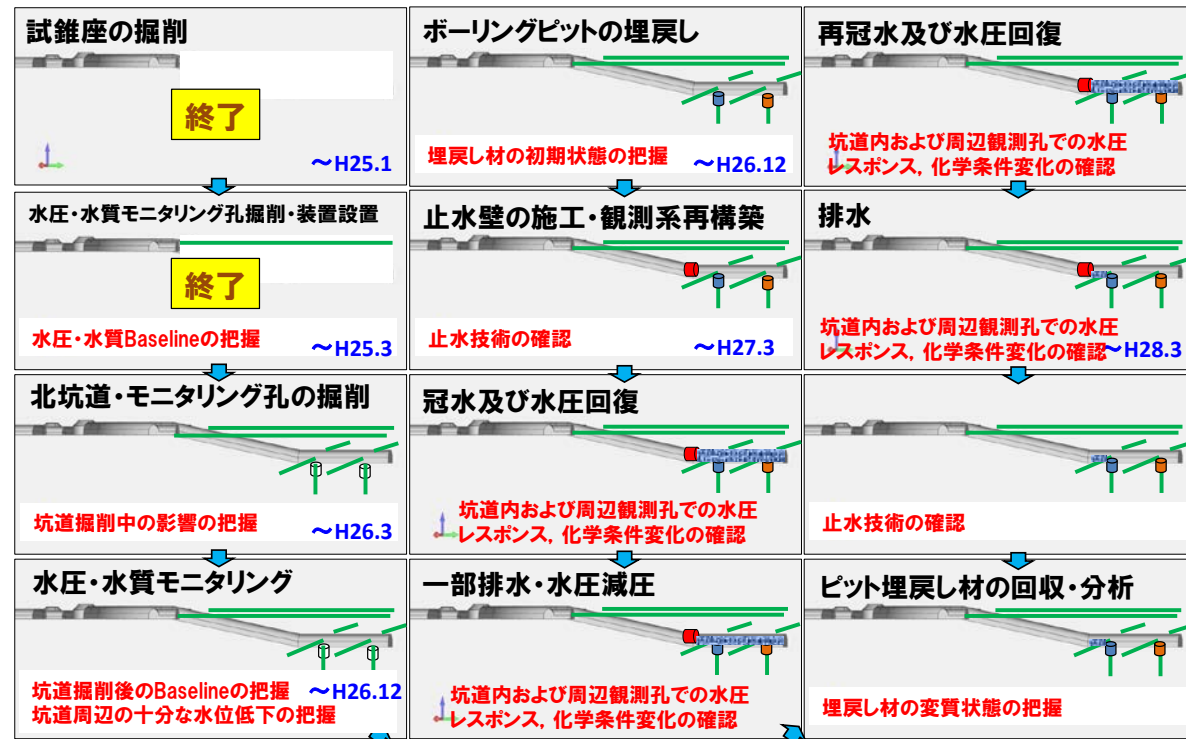 試錐座の掘削
終了
～H25.1
水圧・水質モニタリング孔掘削・装置設置
終了
水圧・水質Baselineの把握
～H25.3
北坑道・モニタリング孔の掘削
坑道掘削中の影響の把握
～H26.3
水圧・水質モニタリング
坑道掘削後のBaselineの把握 ～H26.12
坑道周辺の十分な水位低下の把握
ボーリングピットの埋戻し
埋戻し材の初期状態の把握
～H26.12
止水壁の施工・観測系再構築
止水技術の確認
～H27.3
冠水及び水圧回復
坑道内および周辺観測孔での水圧
レスポンス, 化学条件変化の確認
一部排水・水圧減圧
坑道内および周辺観測孔での水圧
レスポンス, 化学条件変化の確認
再冠水及び水圧回復
坑道内および周辺観測孔での水圧
レスポンス, 化学条件変化の確認
排水
坑道内および周辺観測孔での水圧
レスポンス, 化学条件変化の確認 ～H28.3
止水技術の確認
ピット埋戻し材の回収・分析
埋戻し材の変質状態の把握